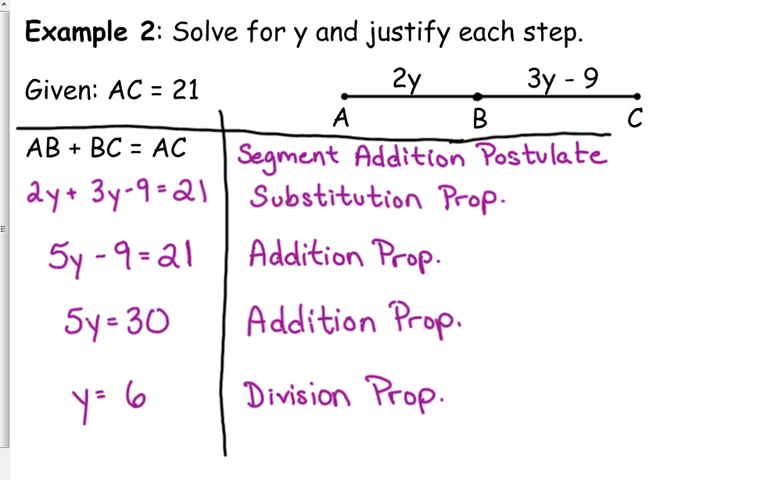 Example 2: Solve for y and justify each step.
Given: AC = 21
2y 3y - 9
A B C
AB + BC = AC Segment Addition Postulate
2y + 3y - 9 = 21 Substitution Prop.
5y - 9 = 21 Addition Prop.
5y = 30 Addition Prop.
y = 6 Division Prop.